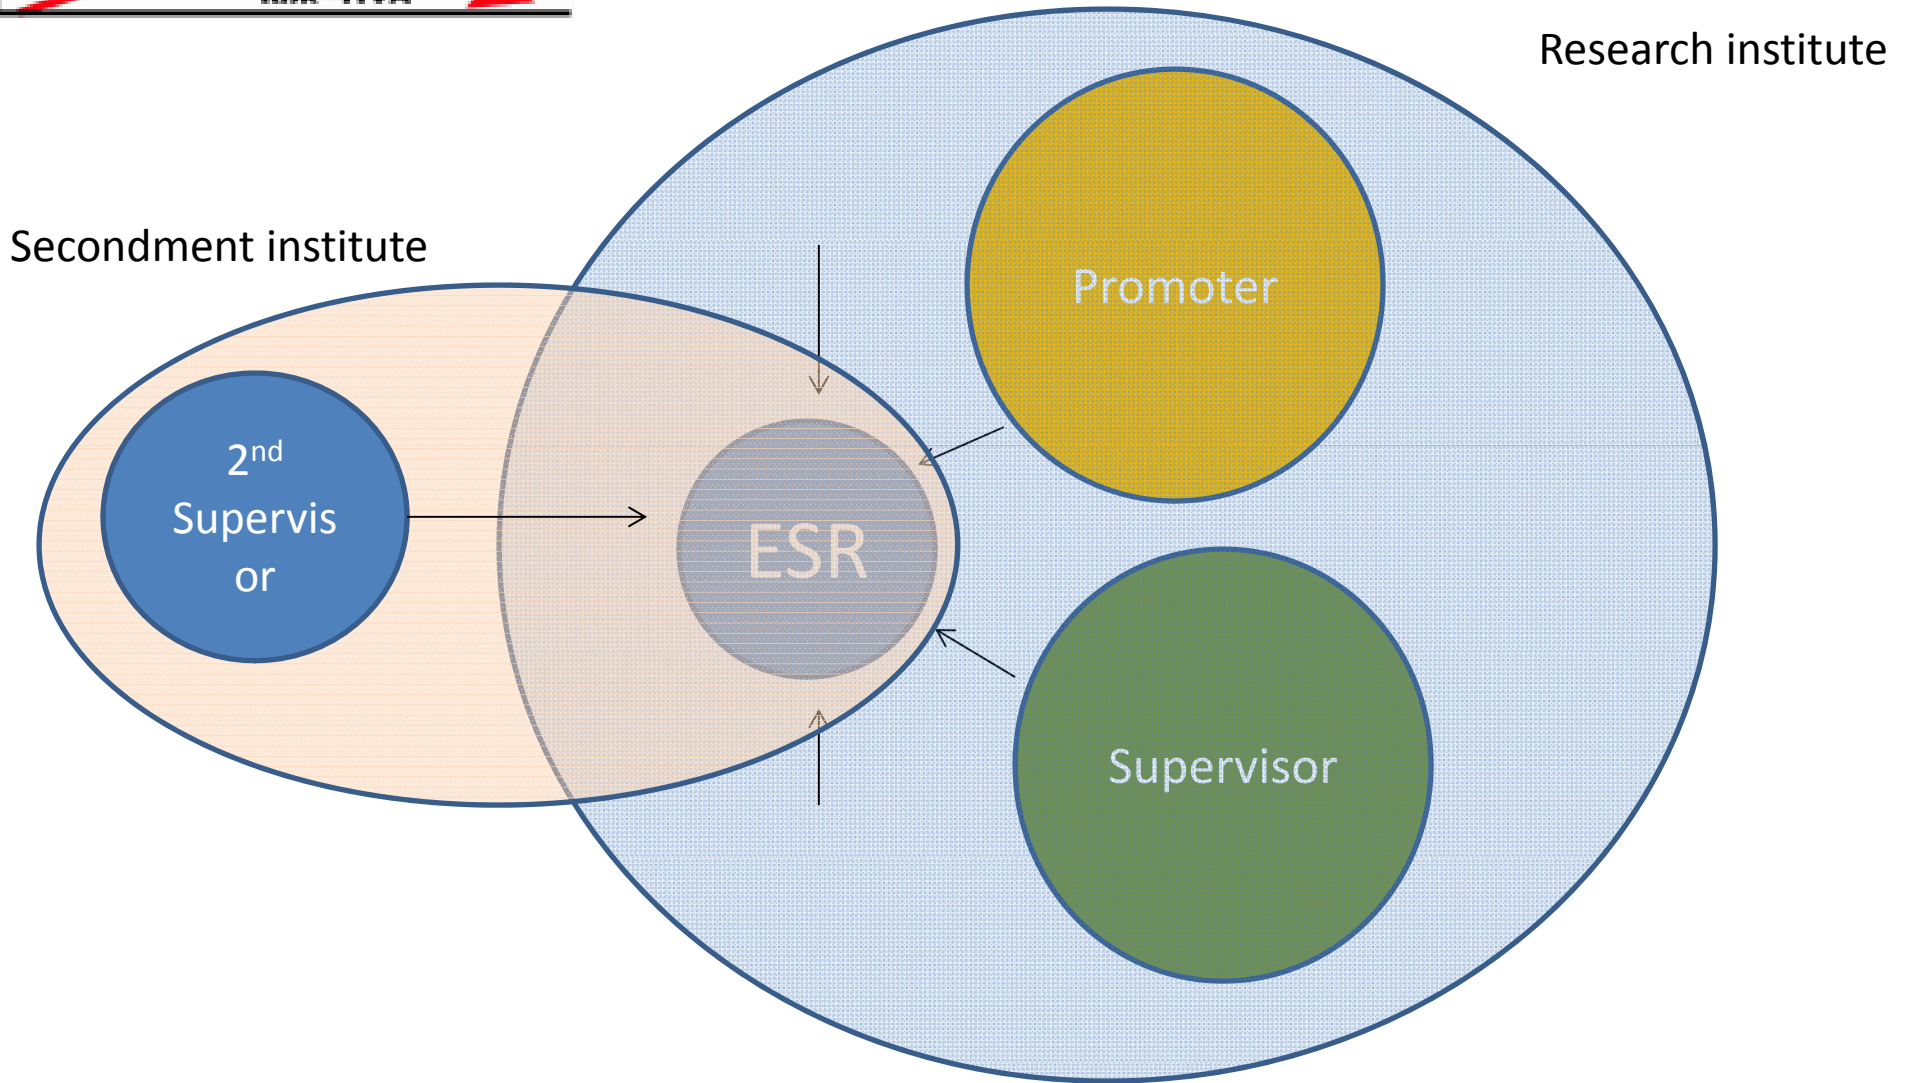 Research institute
Promoter
Secondment institute
2nd
Supervis
or
ESR
Supervisor